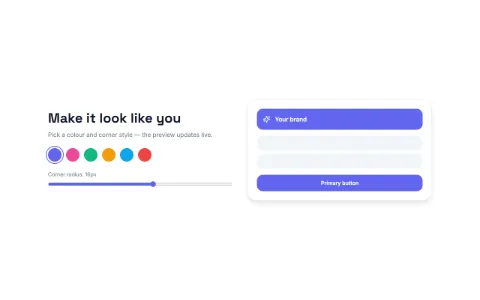 Make it look like you
Pick a colour and corner style — the preview updates live.
Corner radius: 16px
Your brand
Primary button